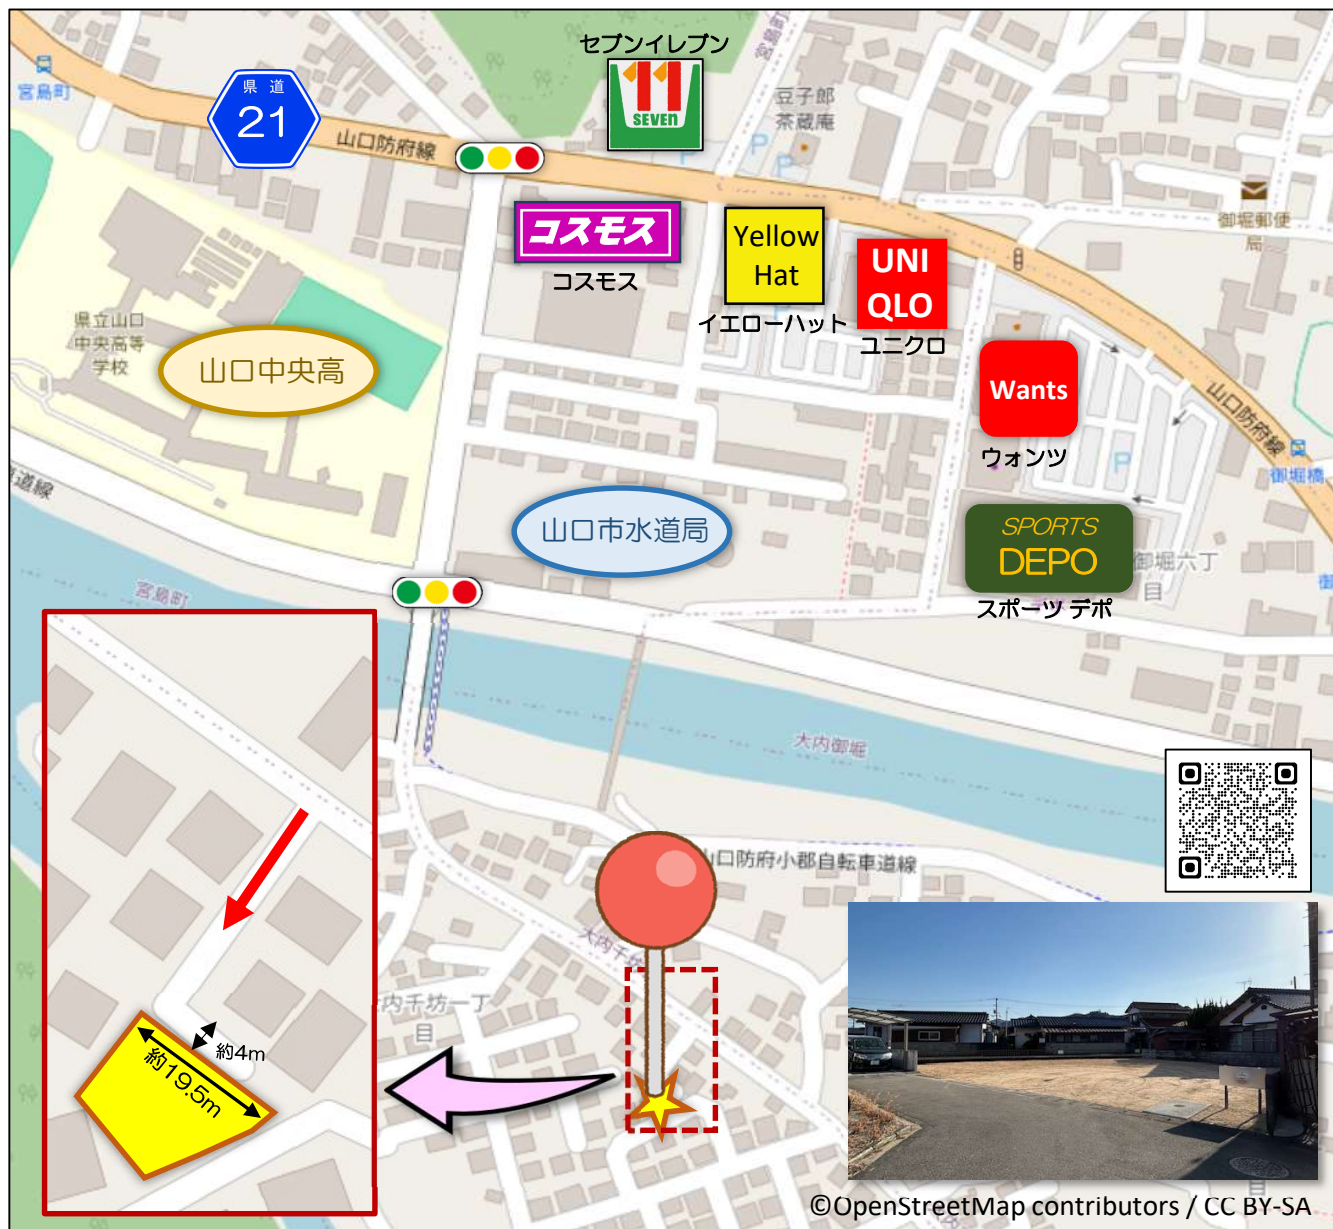 セブンイレブン
SEVEN
宮島町
宮島町
県道
21
山口防府線
豆子郎
茶蔵庵
御堀郵便
局
コスモス
コスモス
Yellow
Hat
イエローハット
UNI
QLO
ユニクロ
県立山口
中央高等
学校
山口中央高
Wants
ウォンツ
山口防府線
御堀橋
道線
山口市水道局
SPORTS
DEPO
スポーツ デポ
御堀六丁
目
宮島町
大内御堀
山口防府小郡自転車道線
大内千坊
大内千坊一丁
目
約4m
約19.5m
©OpenStreetMap contributors / CC BY-SA